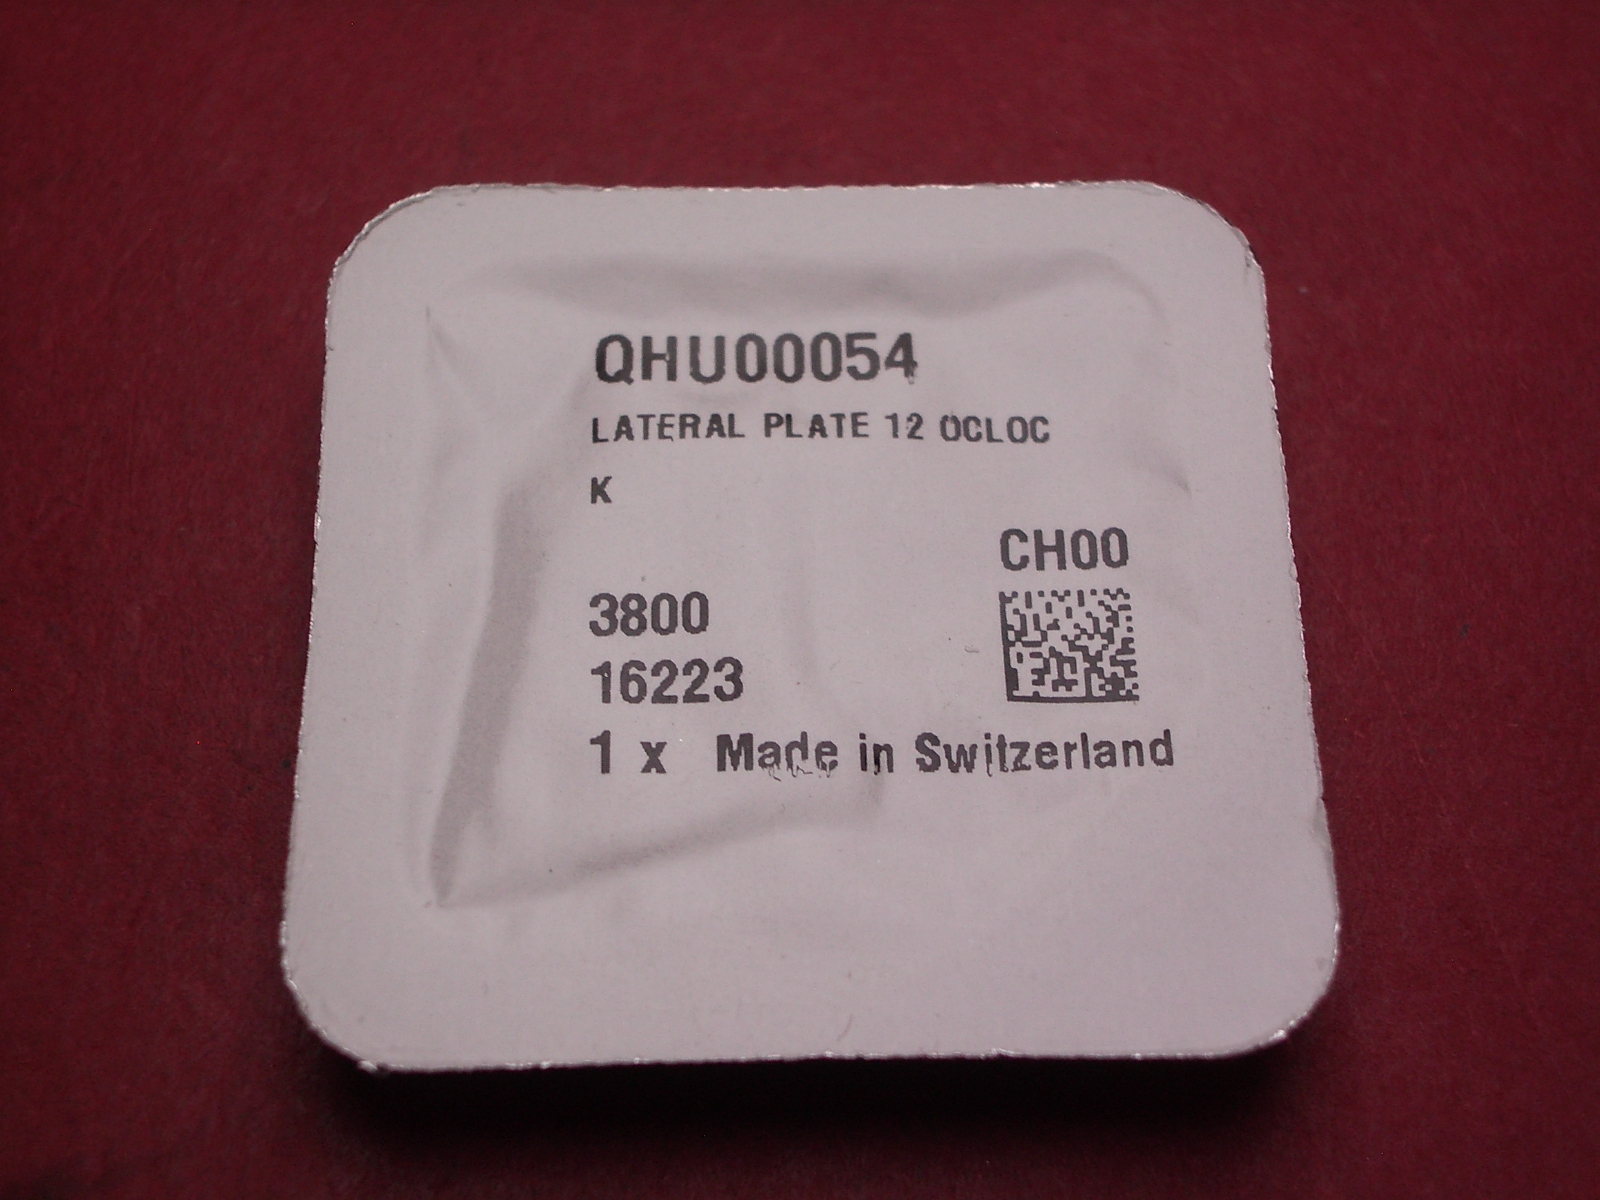 QHU00054
LATERAL PLATE 12 OCLOC
K
CH00
3800
16223
1 x Made in Switzerland